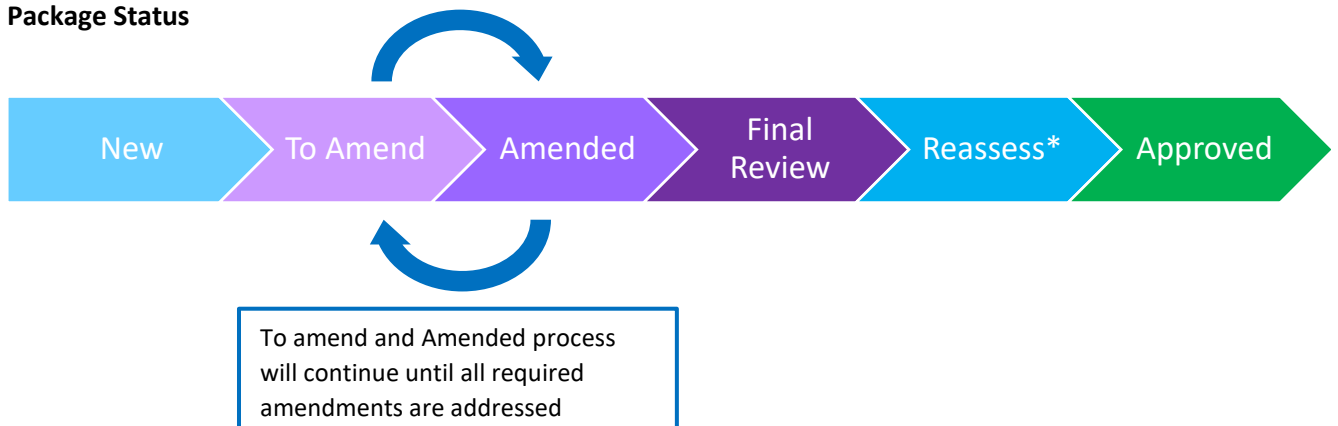 Package Status
New
To Amend
Amended
Final
Review
Reassess*
Approved
To amend and Amended process
will continue until all required
amendments are addressed